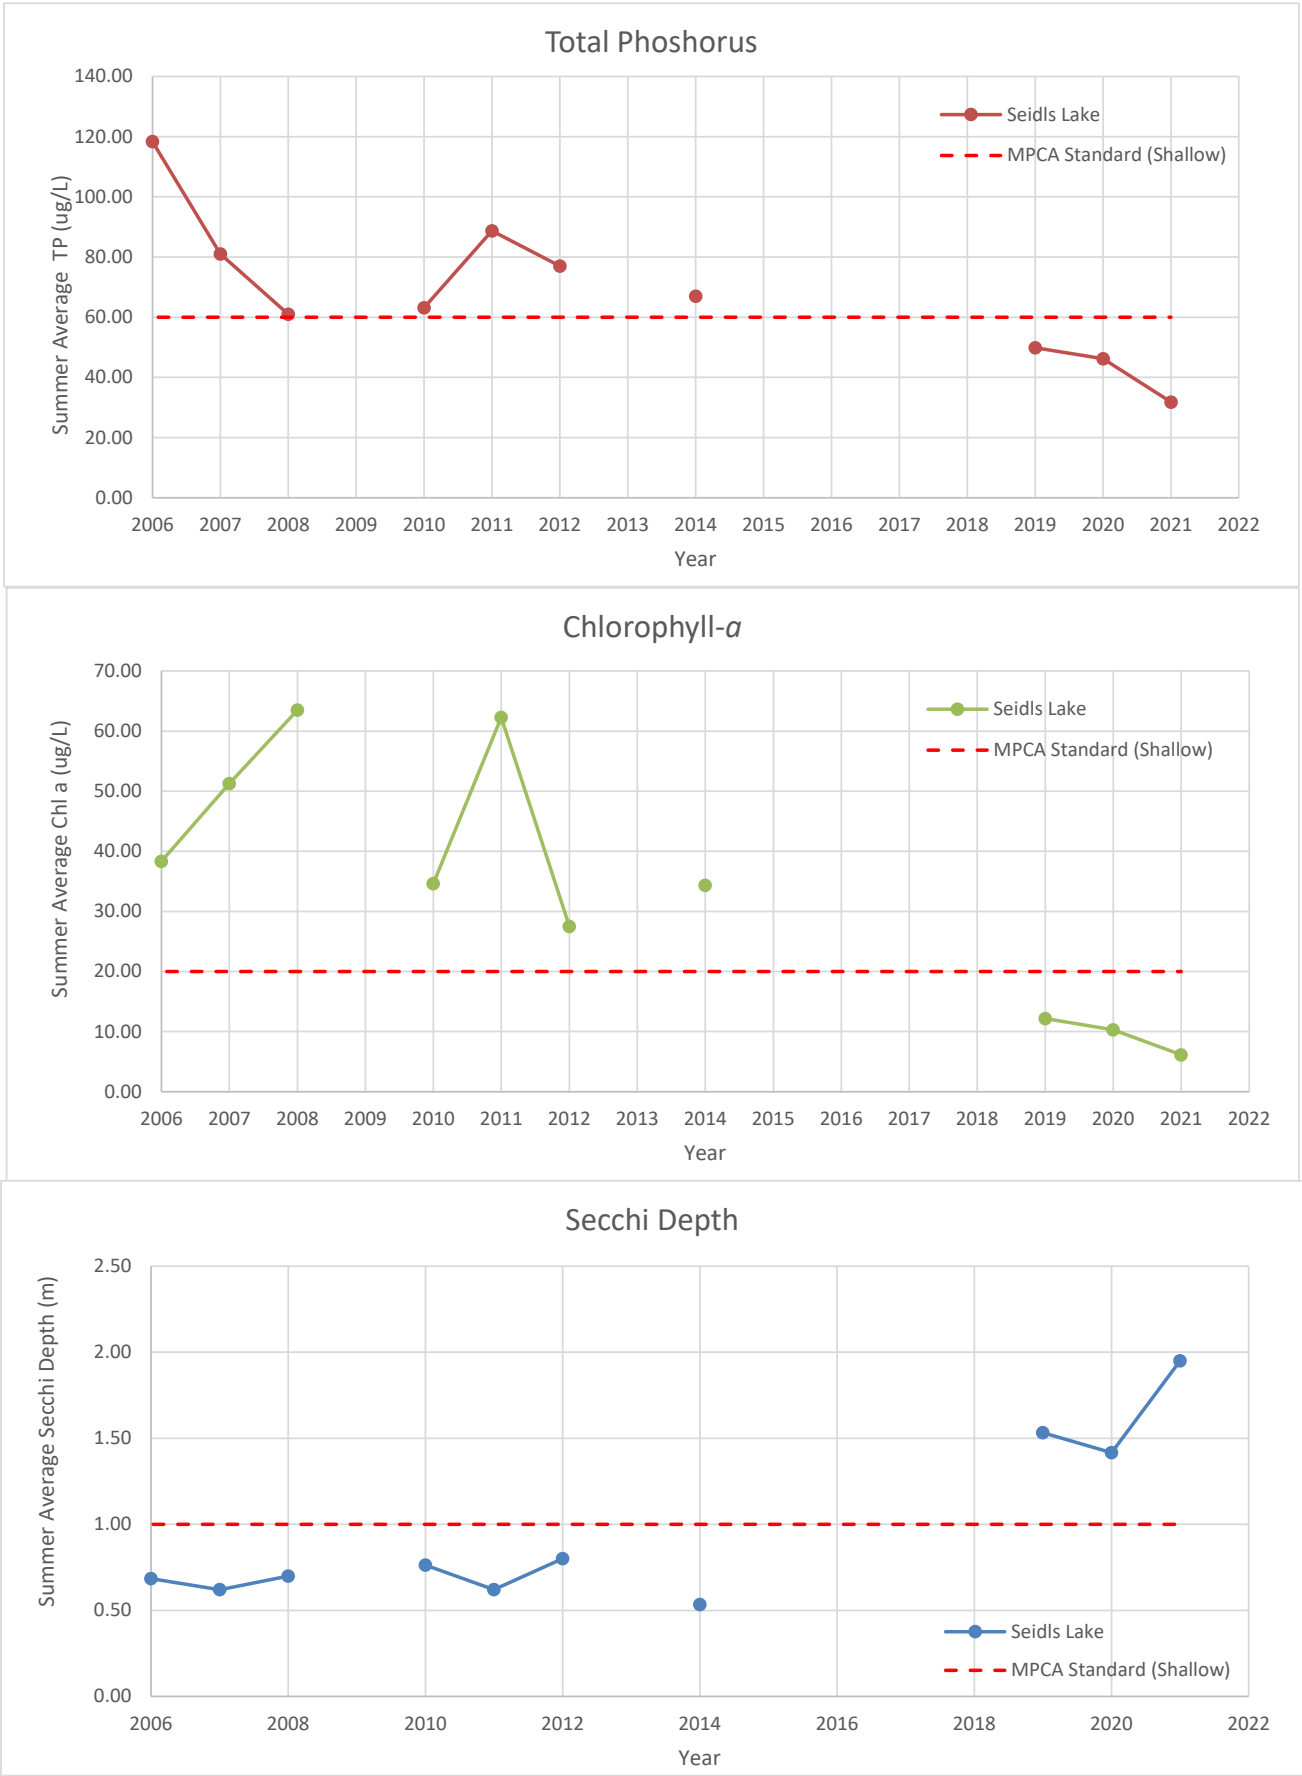 Total Phoshorus
140.00
120.00
100.00
80.00
60.00
40.00
20.00
0.00
Summer Average TP (ug/L)
Seidls Lake
MPCA Standard (Shallow)
2006 2007 2008 2009 2010 2011 2012 2013 2014 2015 2016 2017 2018 2019 2020 2021 2022
Year
Chlorophyll-a
70.00
60.00
50.00
40.00
30.00
20.00
10.00
0.00
Summer Average Chl a (ug/L)
Seidls Lake
MPCA Standard (Shallow)
2006 2007 2008 2009 2010 2011 2012 2013 2014 2015 2016 2017 2018 2019 2020 2021 2022
Year
Secchi Depth
2.50
2.00
1.50
1.00
0.50
0.00
Summer Average Secchi Depth (m)
Seidls Lake
MPCA Standard (Shallow)
2006 2008 2010 2012 2014 2016 2018 2020 2022
Year